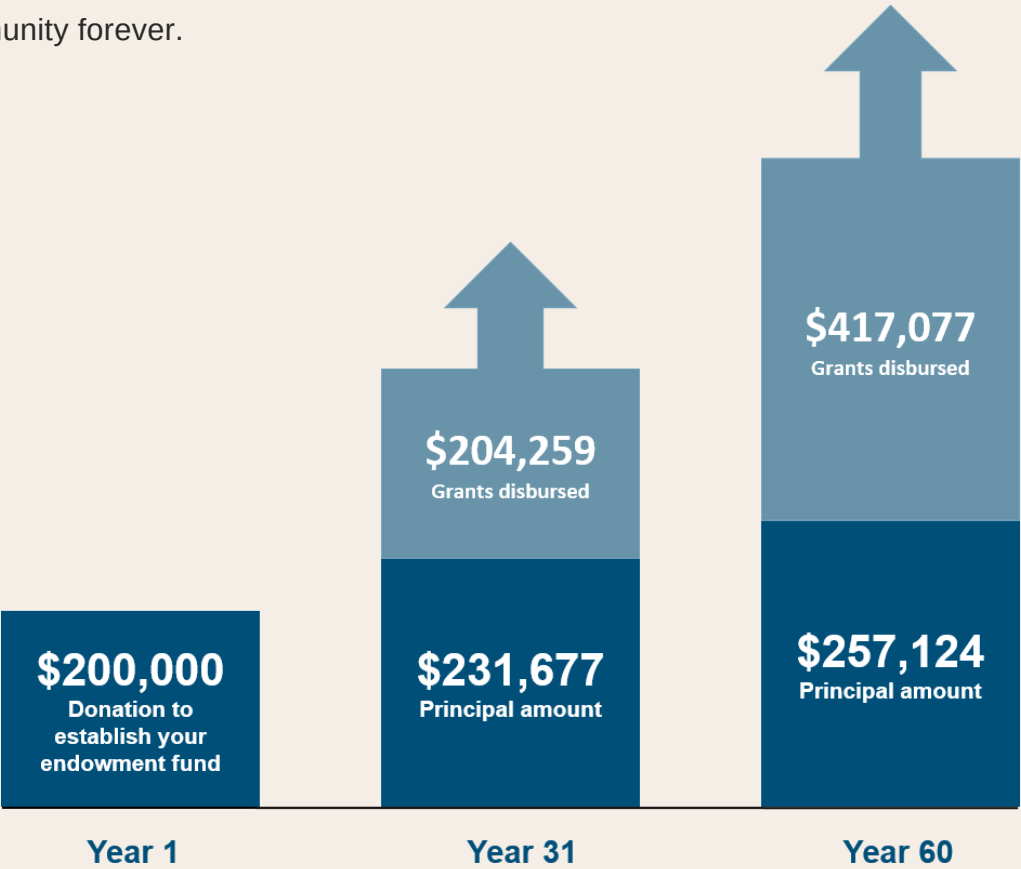 forever.
$417,077
Grants disbursed
$204,259
Grants disbursed
$200,000
Donation to
establish your
endowment fund
$231,677
Principal amount
$257,124
Principal amount
Year 1
Year 31
Year 60